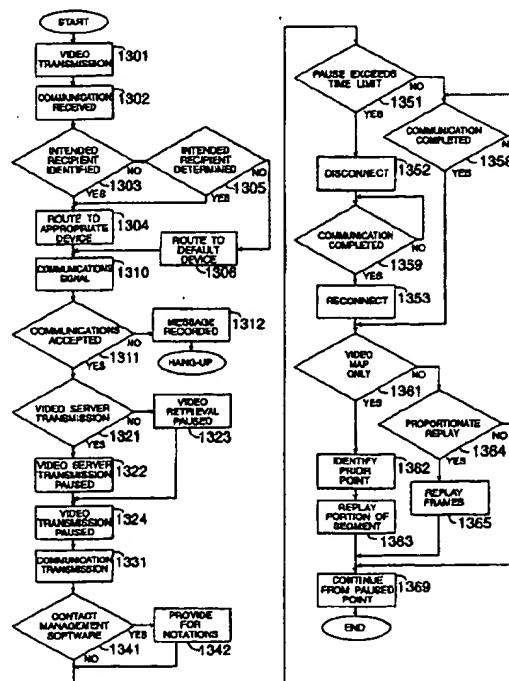 START
VIDEO
TRANSMISSION
1301
COMMUNICATION
RECEIVED
1302
INTENDED
RECIPIENT
IDENTIFIED
NO
YES
1303
INTENDED
RECIPIENT
DETERMINED
YES
1305
NO
ROUTE TO
APPROPRIATE
DEVICE
1304
ROUTE TO
DEFAULT
DEVICE
1306
COMMUNICATIONS
SIGNAL
1310
COMMUNICATIONS
ACCEPTED
NO
YES
1311
MESSAGE
RECORDED
1312
HANG-UP
VIDEO SERVER
TRANSMISSION
NO
YES
1321
VIDEO
RETRIEVAL
PAUSED
1323
VIDEO SERVER
TRANSMISSION
PAUSED
1322
VIDEO
TRANSMISSION
PAUSED
1324
COMMUNICATION
TRANSMISSION
1331
CONTACT
MANAGEMENT
SOFTWARE
YES
NO
1341
PROVIDE
FOR
NOTATIONS
1342
PAUSE EXCEEDS
TIME LIMIT
NO
1351
YES
COMMUNICATION
COMPLETED
YES
1358
DISCONNECT
1352
COMMUNICATION
COMPLETED
NO
1359
YES
RECONNECT
1353
VIDEO
MAP
ONLY
NO
1361
YES
PROPORTIONATE
REPLAY
NO
YES
1364
IDENTIFY
PRIOR
POINT
1362
REPLAY
FRAMES
1365
REPLAY
PORTION OF
SEGMENT
1363
CONTINUE
FROM PAUSED
POINT
1369
END